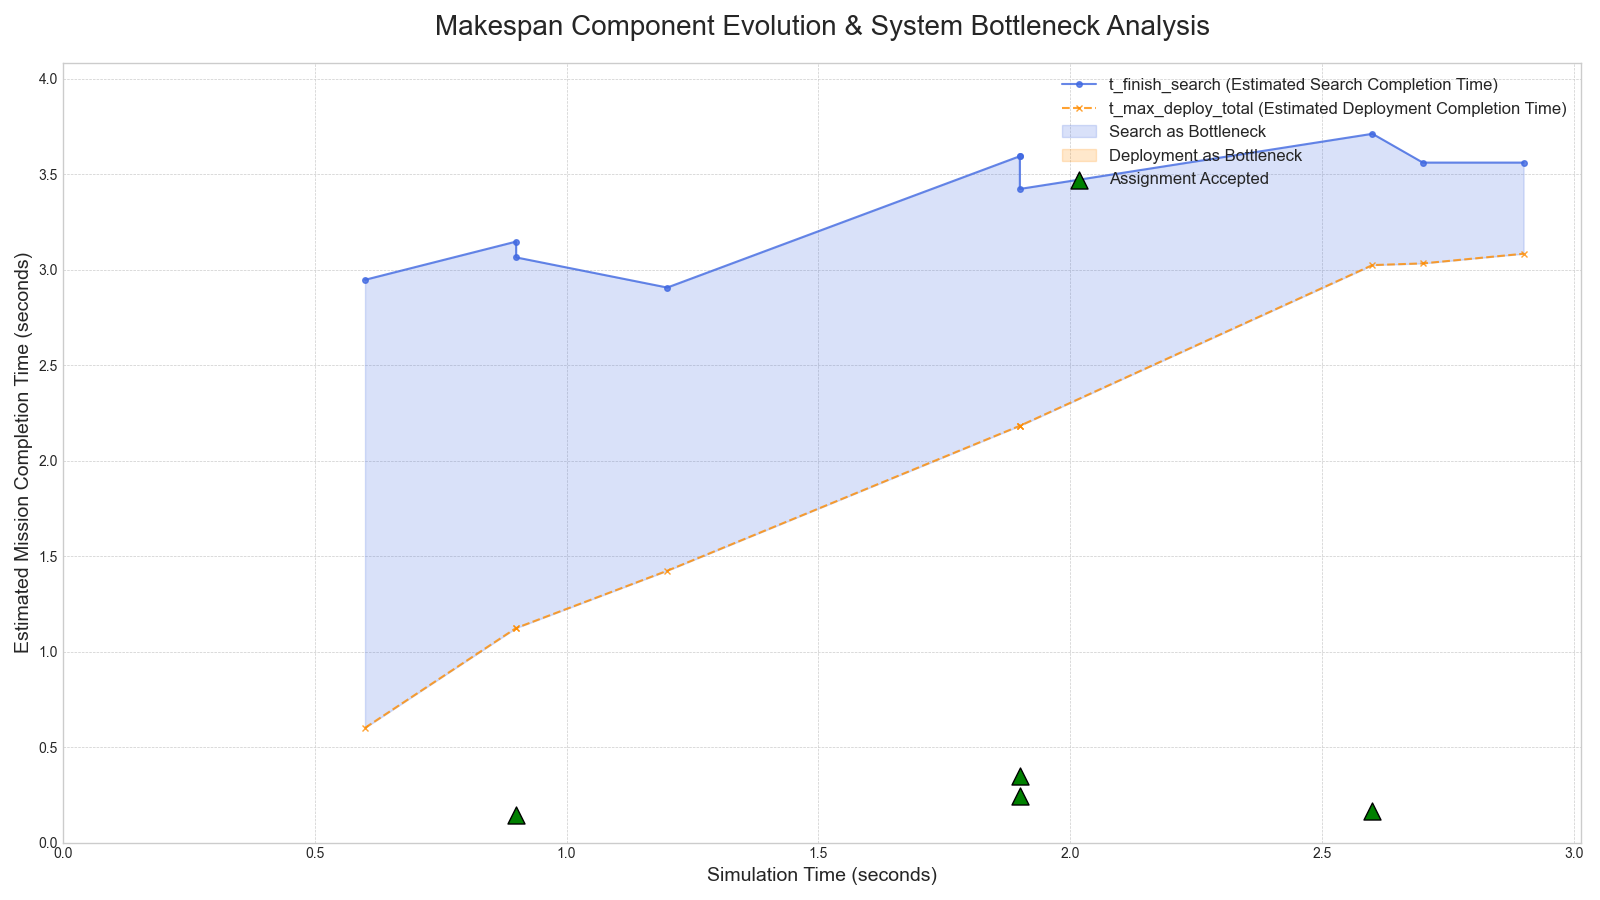 Makespan Component Evolution & System Bottleneck Analysis
t_finish_search (Estimated Search Completion Time)
t_max_deploy_total (Estimated Deployment Completion Time)
Search as Bottleneck
Deployment as Bottleneck
Assignment Accepted
Estimated Mission Completion Time (seconds)
4.0
3.5
3.0
2.5
2.0
1.5
1.0
0.5
0.0
0.0 0.5 1.0 1.5 2.0 2.5 3.0
Simulation Time (seconds)